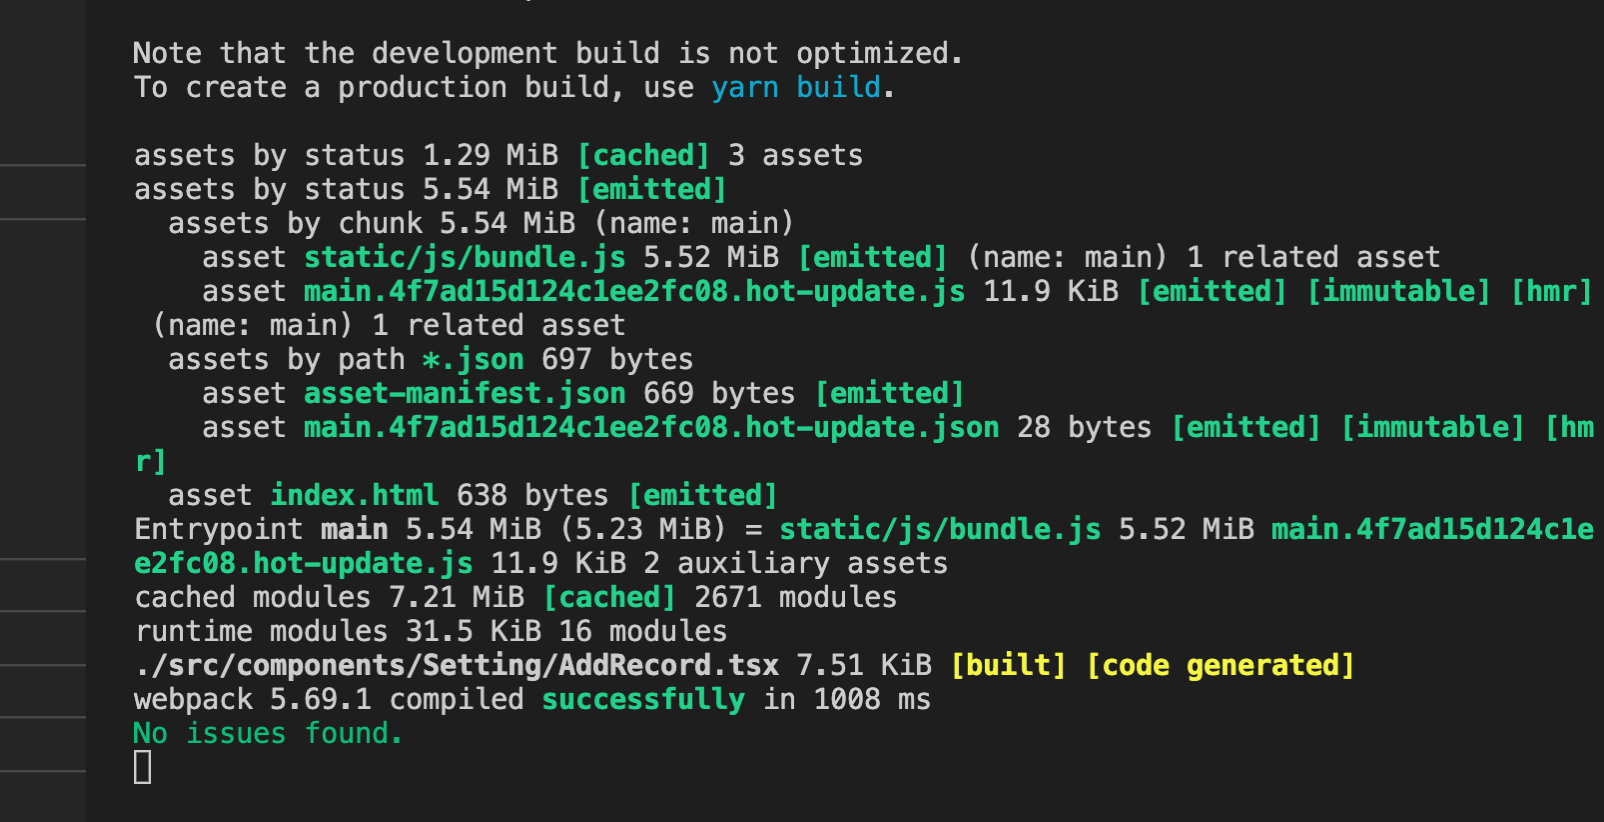 Note that the development build is not optimized.
To create a production build, use yarn build.
assets by status 1.29 MiB [cached] 3 assets
assets by status 5.54 MiB [emitted]
assets by chunk 5.54 MiB (name: main)
asset static/js/bundle.js 5.52 MiB [emitted] (name: main) 1 related asset
asset main.4f7ad15d124c1ee2fc08.hot-update.js 11.9 KiB [emitted] [immutable] [hmr]
(name: main) 1 related asset
assets by path *.json 697 bytes
asset asset-manifest.json 669 bytes [emitted]
asset main.4f7ad15d124c1ee2fc08.hot-update.json 28 bytes [emitted] [immutable] [hm
r]
asset index.html 638 bytes [emitted]
Entrypoint main 5.54 MiB (5.23 MiB) = static/js/bundle.js 5.52 MiB main.4f7ad15d124c1e
e2fc08.hot-update.js 11.9 KiB 2 auxiliary assets
cached modules 7.21 MiB [cached] 2671 modules
runtime modules 31.5 KiB 16 modules
./src/components/Setting/AddRecord.tsx 7.51 KiB [built] [code generated]
webpack 5.69.1 compiled successfully in 1008 ms
No issues found.